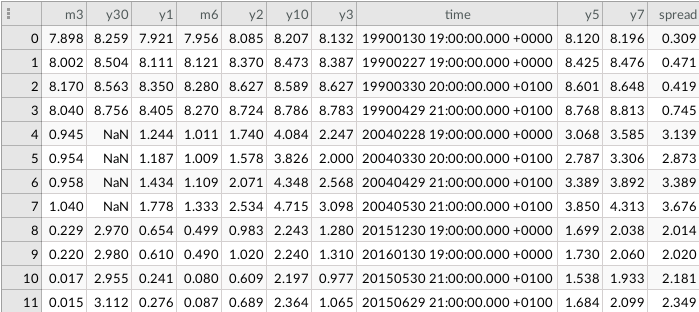 m3 y30 y1 m6 y2 y10 y3 time y5 y7 spread
0 7.898 8.259 7.921 7.956 8.085 8.207 8.132 19900130 19:00:00.000 +0000 8.120 8.196 0.309
1 8.002 8.504 8.111 8.121 8.370 8.473 8.387 19900227 19:00:00.000 +0000 8.425 8.476 0.471
2 8.170 8.563 8.350 8.280 8.627 8.589 8.627 19900330 20:00:00.000 +0100 8.601 8.648 0.419
3 8.040 8.756 8.405 8.270 8.724 8.786 8.783 19900429 21:00:00.000 +0100 8.768 8.813 0.745
4 0.945 NaN 1.244 1.011 1.740 4.084 2.247 20040228 19:00:00.000 +0000 3.068 3.585 3.139
5 0.954 NaN 1.187 1.009 1.578 3.826 2.000 20040330 20:00:00.000 +0100 2.787 3.306 2.873
6 0.958 NaN 1.434 1.109 2.071 4.348 2.568 20040429 21:00:00.000 +0100 3.389 3.892 3.389
7 1.040 NaN 1.778 1.333 2.534 4.715 3.098 20040530 21:00:00.000 +0100 3.850 4.313 3.676
8 0.229 2.970 0.654 0.499 0.983 2.243 1.280 20151230 19:00:00.000 +0000 1.699 2.038 2.014
9 0.220 2.980 0.610 0.490 1.020 2.240 1.310 20160130 19:00:00.000 +0000 1.730 2.060 2.020
10 0.017 2.955 0.241 0.080 0.609 2.197 0.977 20150530 21:00:00.000 +0100 1.538 1.933 2.181
11 0.015 3.112 0.276 0.087 0.689 2.364 1.065 20150629 21:00:00.000 +0100 1.684 2.099 2.349